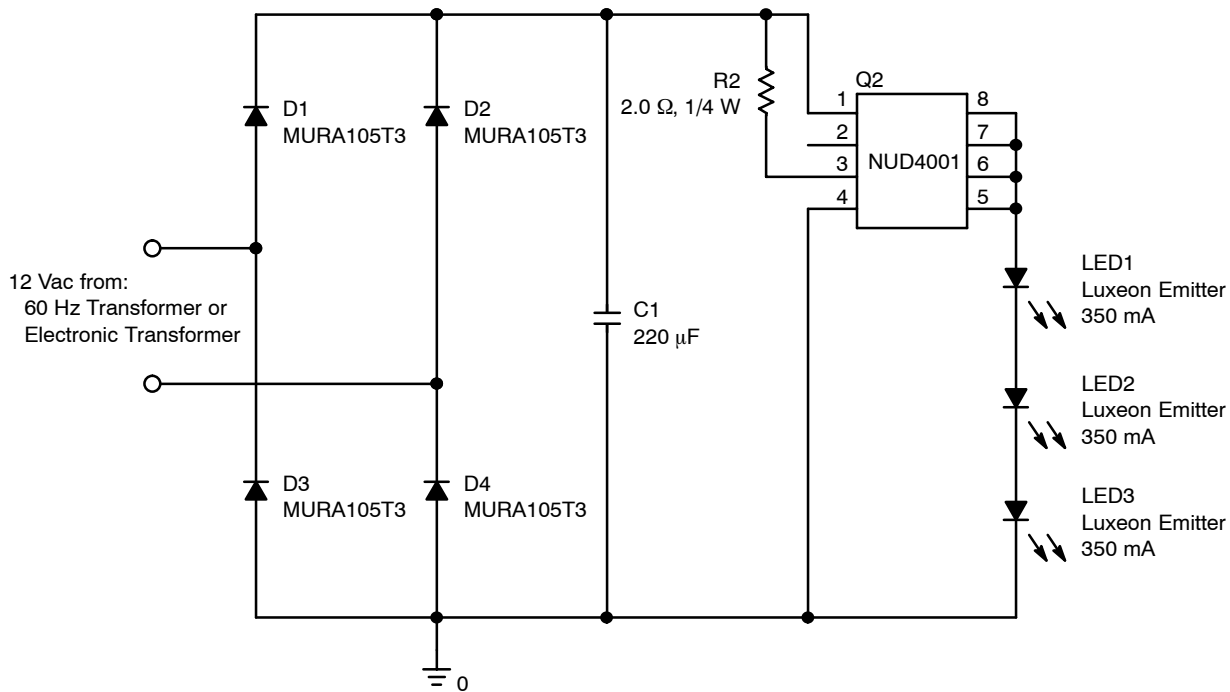 D1
MURA105T3
D2
MURA105T3
R2
2.0 Ω, 1/4 W
Q2
1
2
3
4
NUD4001
8
7
6
5
12 Vac from:
60 Hz Transformer or
Electronic Transformer
C1
220 μF
LED1
Luxeon Emitter
350 mA
LED2
Luxeon Emitter
350 mA
D3
MURA105T3
D4
MURA105T3
LED3
Luxeon Emitter
350 mA
0